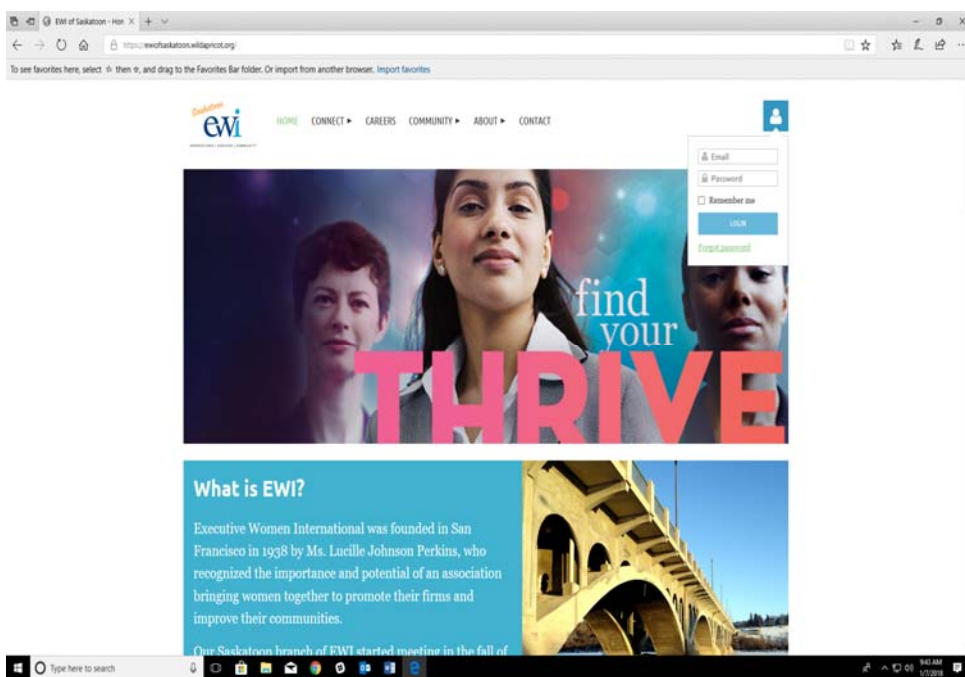 EWI of Saskatoon - Hon
https://ewiofsaskatoon.wildapricot.org/
To see favorites here, select then, and drag to the Favorites Bar folder. Or import from another browser. Import favorites
Saskatoon
ewi
HOME CONNECT CAREERS COMMUNITY ABOUT CONTACT
Email
Password
Remember me
LOGIN
Forgot password
find
your
THRIVE
What is EWI?
Executive Women International was founded in San
Francisco in 1938 by Ms. Lucille Johnson Perkins, who
recognized the importance and potential of an association
bringing women together to promote their firms and
improve their communities.
Our Saskatoon branch of EWI started meeting in the fall of
Type here to search
9:43 AM
1/7/2018